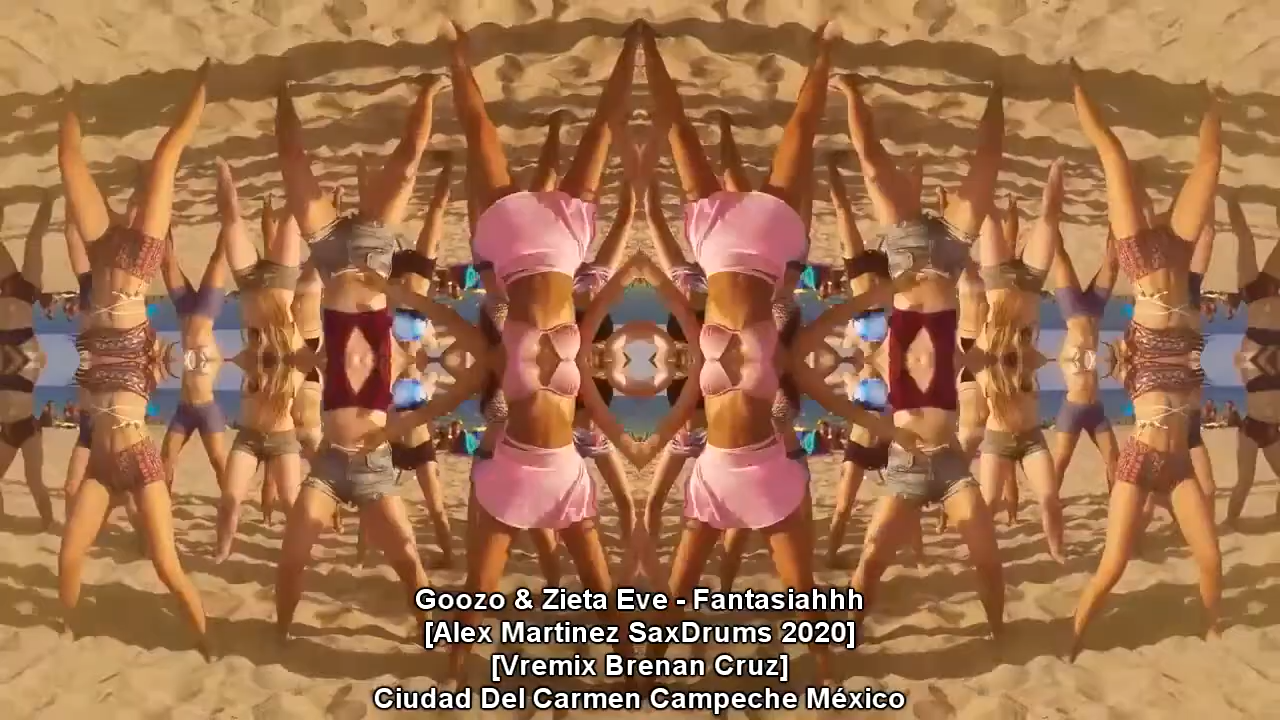 Goozo & Zieta Eve - Fantasiahhh
[Alex Martinez SaxDrums 2020]
[Vremix Brenan Cruz]
Ciudad Del Carmen Campeche México